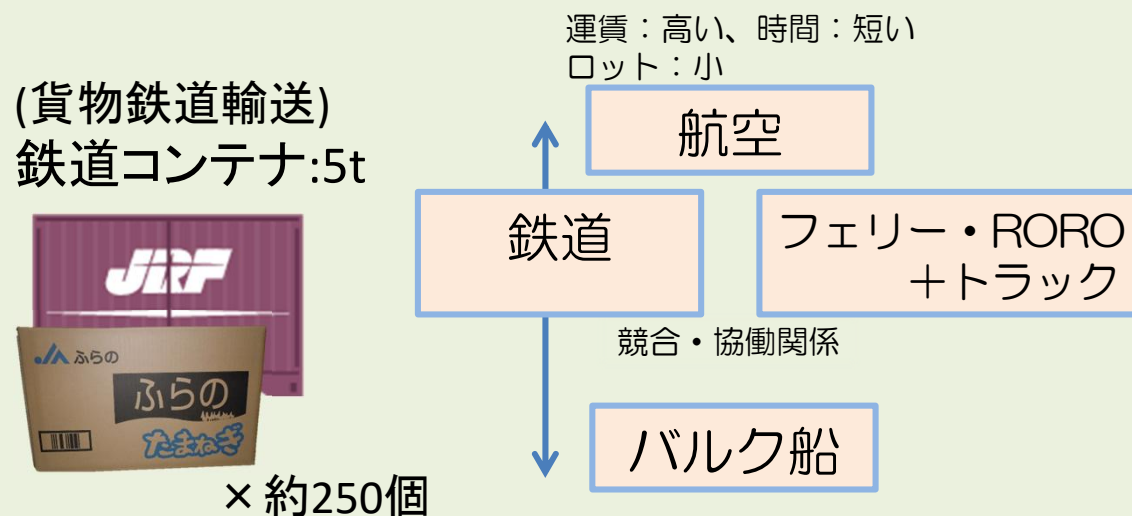 運賃：高い、時間：短い
ロット：小
(貨物鉄道輸送)
鉄道コンテナ:5t
航空
鉄道
フェリー・RORO
＋トラック
JRF
JA ふらの
ふらの
たまねぎ
競合・協働関係
バルク船
×約250個